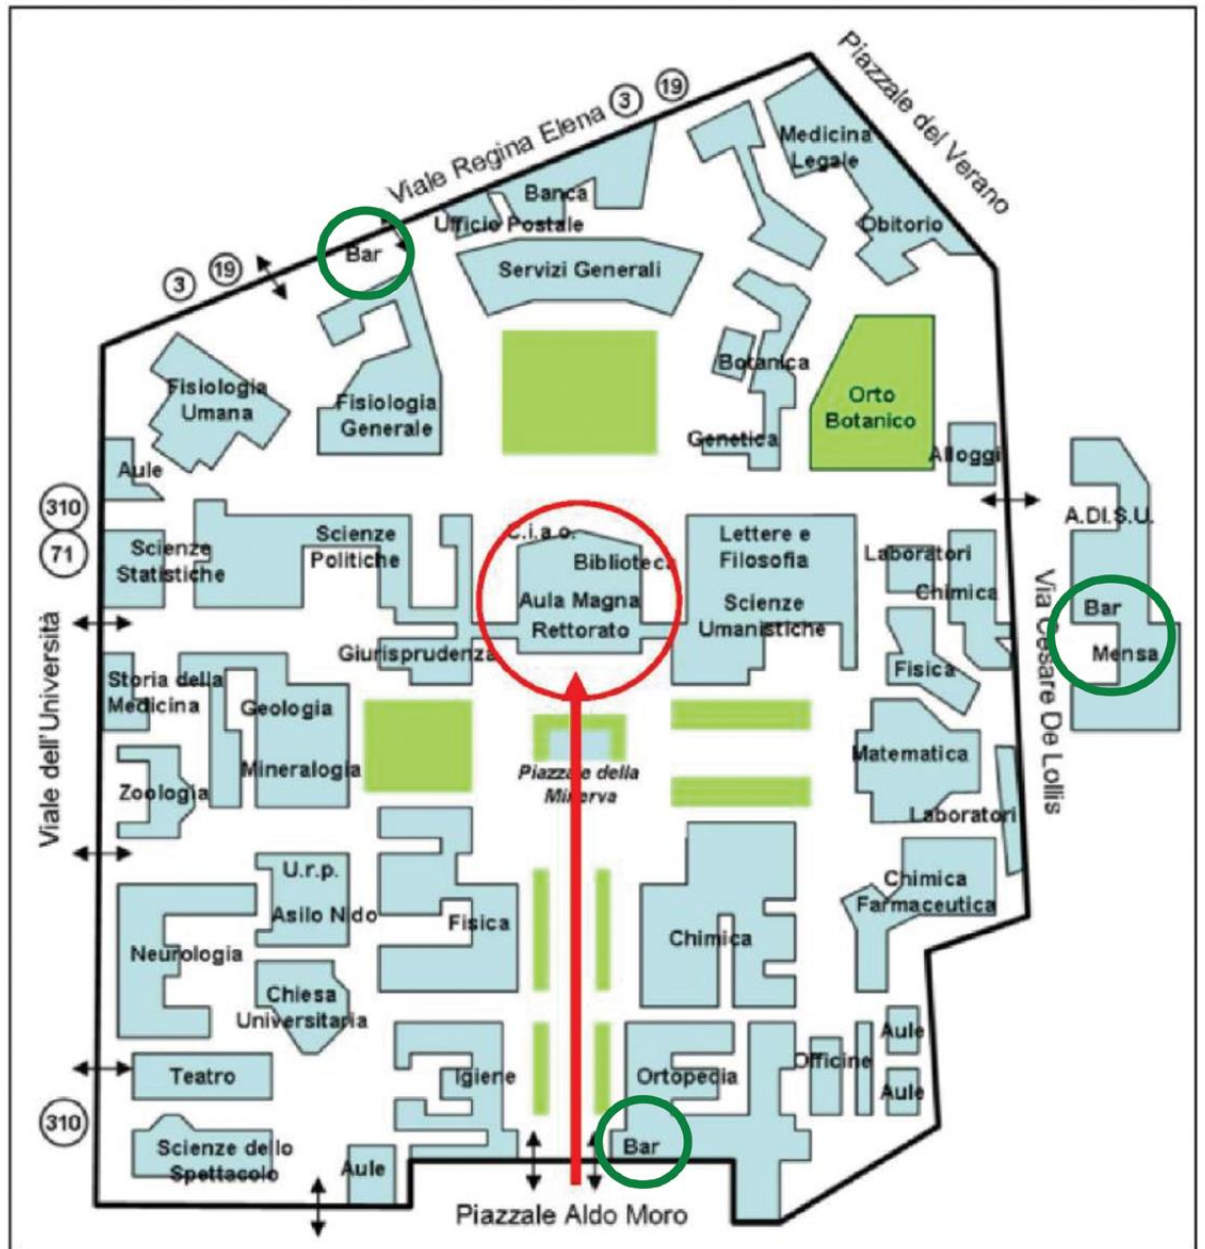 Piazzale del Verano
Viale Regina Elena
3
19
Medicina
Legale
Banca
Ufficio Postale
Obitorio
Bar
3
19
Servizi Generali
Botanica
Fisiologia
Umana
Fisiologia
Generale
Orto
Botanico
Genetica
Alloggi
Aule
310
71
C.i.a.o.
A.DI.S.U.
Scienze
Statistiche
Scienze
Politiche
Biblioteca
Lettere e
Filosofia
Laboratori
Chimica
Aula Magna
Rettorato
Scienze
Umanistiche
Bar
Mensa
Viale dell'Università
Via Cesare De Lollis
Giurisprudenza
Fisica
Storia della
Medicina
Geologia
Mineralogia
Matematica
Piazzale della
Minerva
Zoologia
Laboratori
U.r.p.
Asilo Nido
Chimica
Farmaceutica
Fisica
Chimica
Neurologia
Chiesa
Universitaria
Aule
Officine
Teatro
Igiene
Ortopedia
Aule
310
Scienze dello
Spettacolo
Aule
Bar
Piazzale Aldo Moro